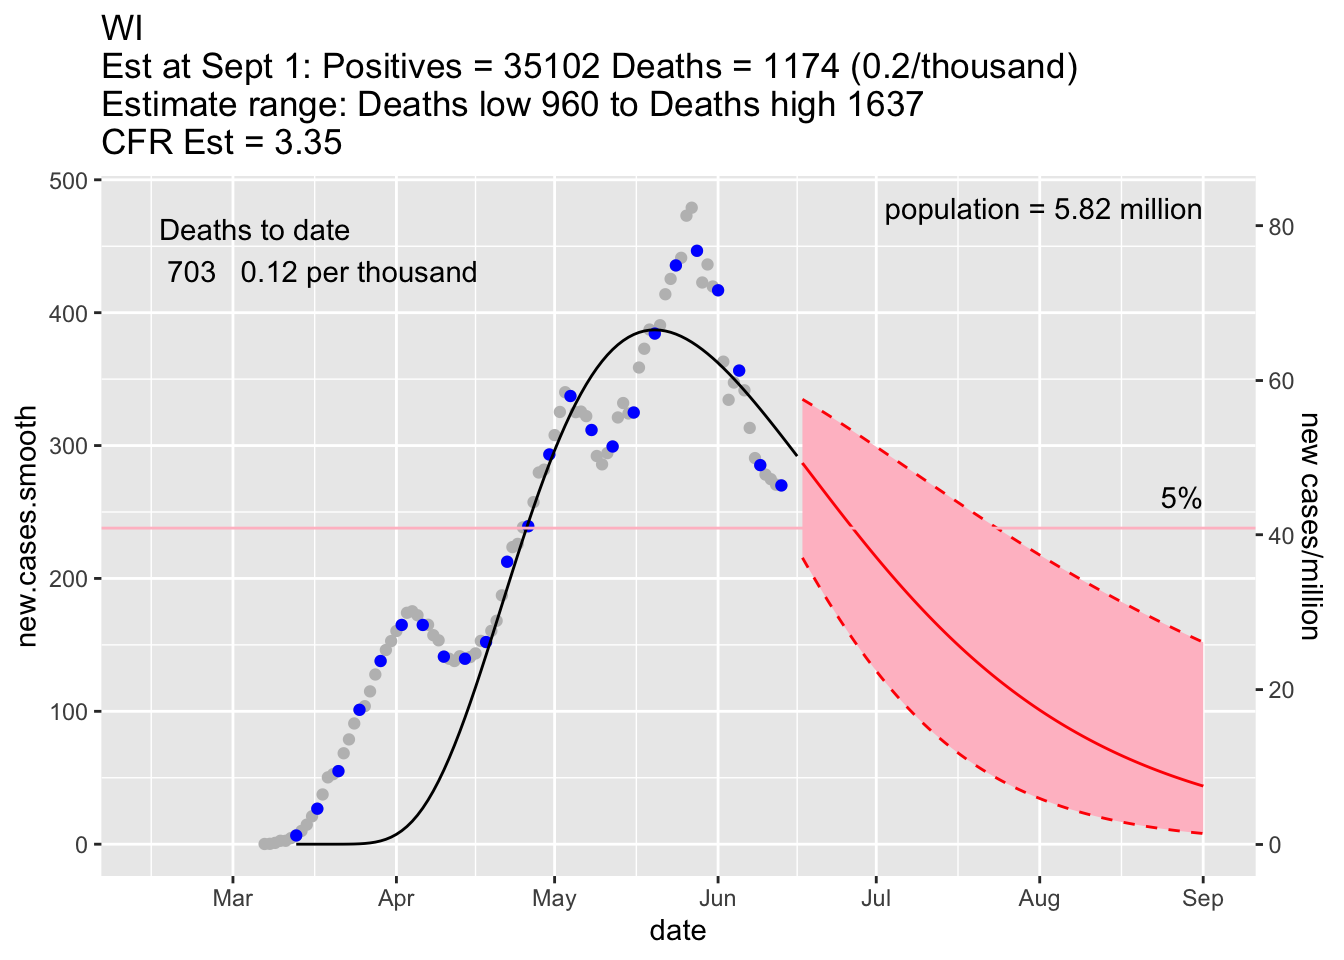 WI
Est at Sept 1: Positives = 35102 Deaths = 1174 (0.2/thousand)
Estimate range: Deaths low 960 to Deaths high 1637
CFR Est = 3.35
Deaths to date
703 0.12 per thousand
population = 5.82 million
5%
500
400
300
200
100
0
new.cases.smooth
80
60
40
20
0
new cases/million
Mar
Apr
May
Jun
Jul
Aug
Sep
date